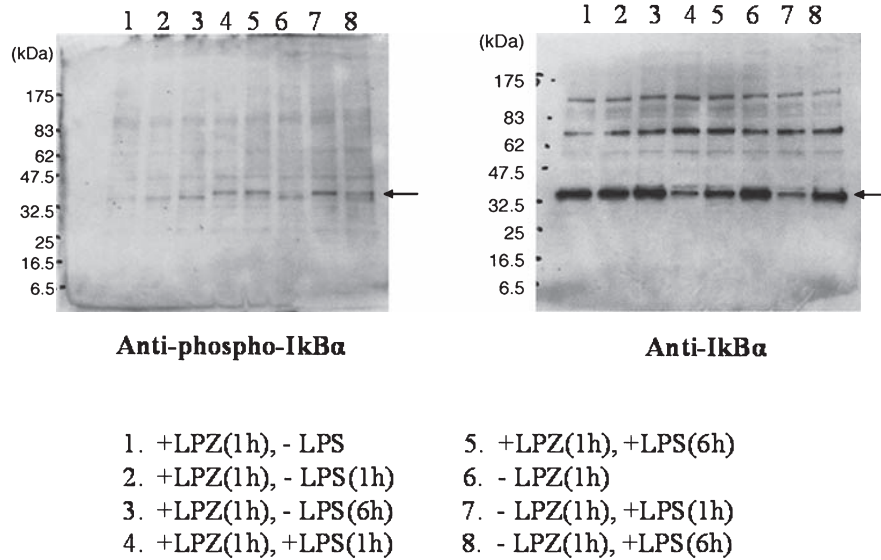 1 2 3 4 5 6 7 8
(kDa)
175
83
62
47.5
32.5
25
16.5
6.5
Anti-phospho-IkBα
1 2 3 4 5 6 7 8
(kDa)
175
83
62
47.5
32.5
25
16.5
6.5
Anti-IkBα
1. +LPZ(1h), - LPS
2. +LPZ(1h), - LPS(1h)
3. +LPZ(1h), - LPS(6h)
4. +LPZ(1h), +LPS(1h)
5. +LPZ(1h), +LPS(6h)
6. - LPZ(1h)
7. - LPZ(1h), +LPS(1h)
8. - LPZ(1h), +LPS(6h)